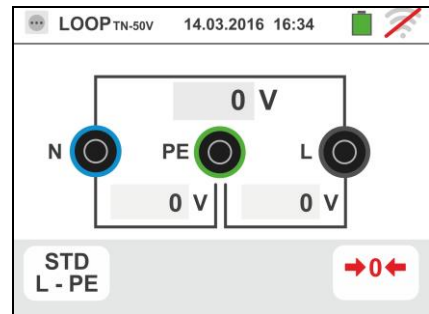 LOOP TN-50V 14.03.2016 16:34
0 V
N PE L
0 V 0 V
STD
L - PE
→0←